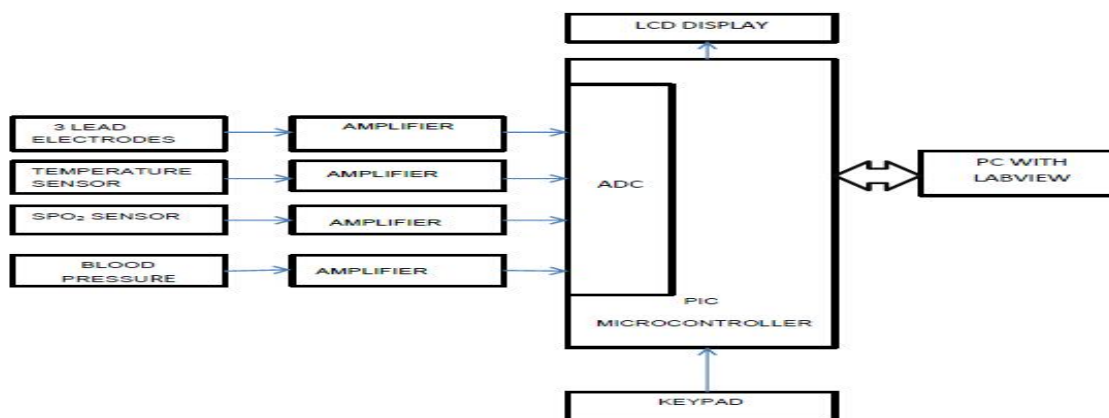 LCD DISPLAY
3 LEAD
ELECTRODES
AMPLIFIER
TEMPERATURE
SENSOR
AMPLIFIER
SPO₂ SENSOR
AMPLIFIER
BLOOD
PRESSURE
AMPLIFIER
ADC
PIC
MICROCONTROLLER
PC WITH
LABVIEW
KEYPAD